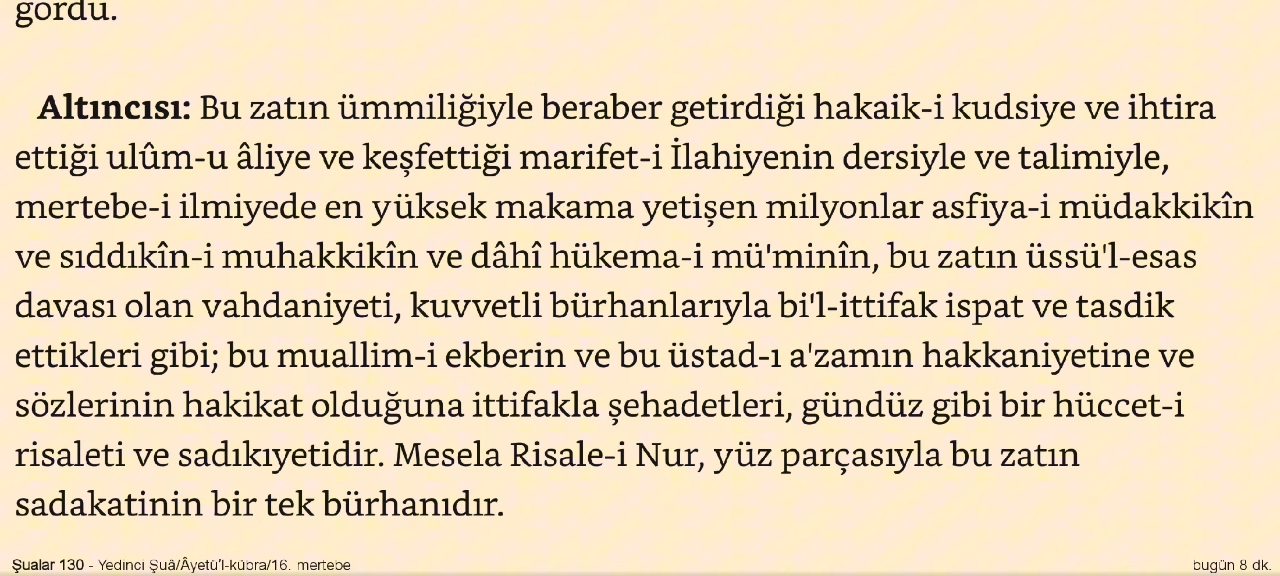 gördü.
Altıncısı: Bu zatın ümmiliğiyle beraber getirdiği hakaik-i kudsiye ve ihtira
ettiği ulûm-u âliye ve keşfettiği marifet-i İlahiyenin dersiyle ve talimiyle,
mertebe-i ilmiyede en yüksek makama yetişen milyonlar asfiya-i müdakkikîn
ve sıddıkîn-i muhakkikîn ve dâhî hükema-i mü'minîn, bu zatın üssü'l-esas
davası olan vahdaniyeti, kuvvetli bürhanlarıyla bi'l-ittifak ispat ve tasdik
ettikleri gibi; bu muallim-i ekberin ve bu üstad-ı a'zamın hakkaniyetine ve
sözlerinin hakikat olduğuna ittifakla şehadetleri, gündüz gibi bir hüccet-i
risaleti ve sadıkıyetidir. Mesela Risale-i Nur, yüz parçasıyla bu zatın
sadakatinin bir tek bürhanıdır.
Şualar 130 - Yedinci Şuâ/Âyetü'l-kübra/16. mertebe
bugün 8 dk.